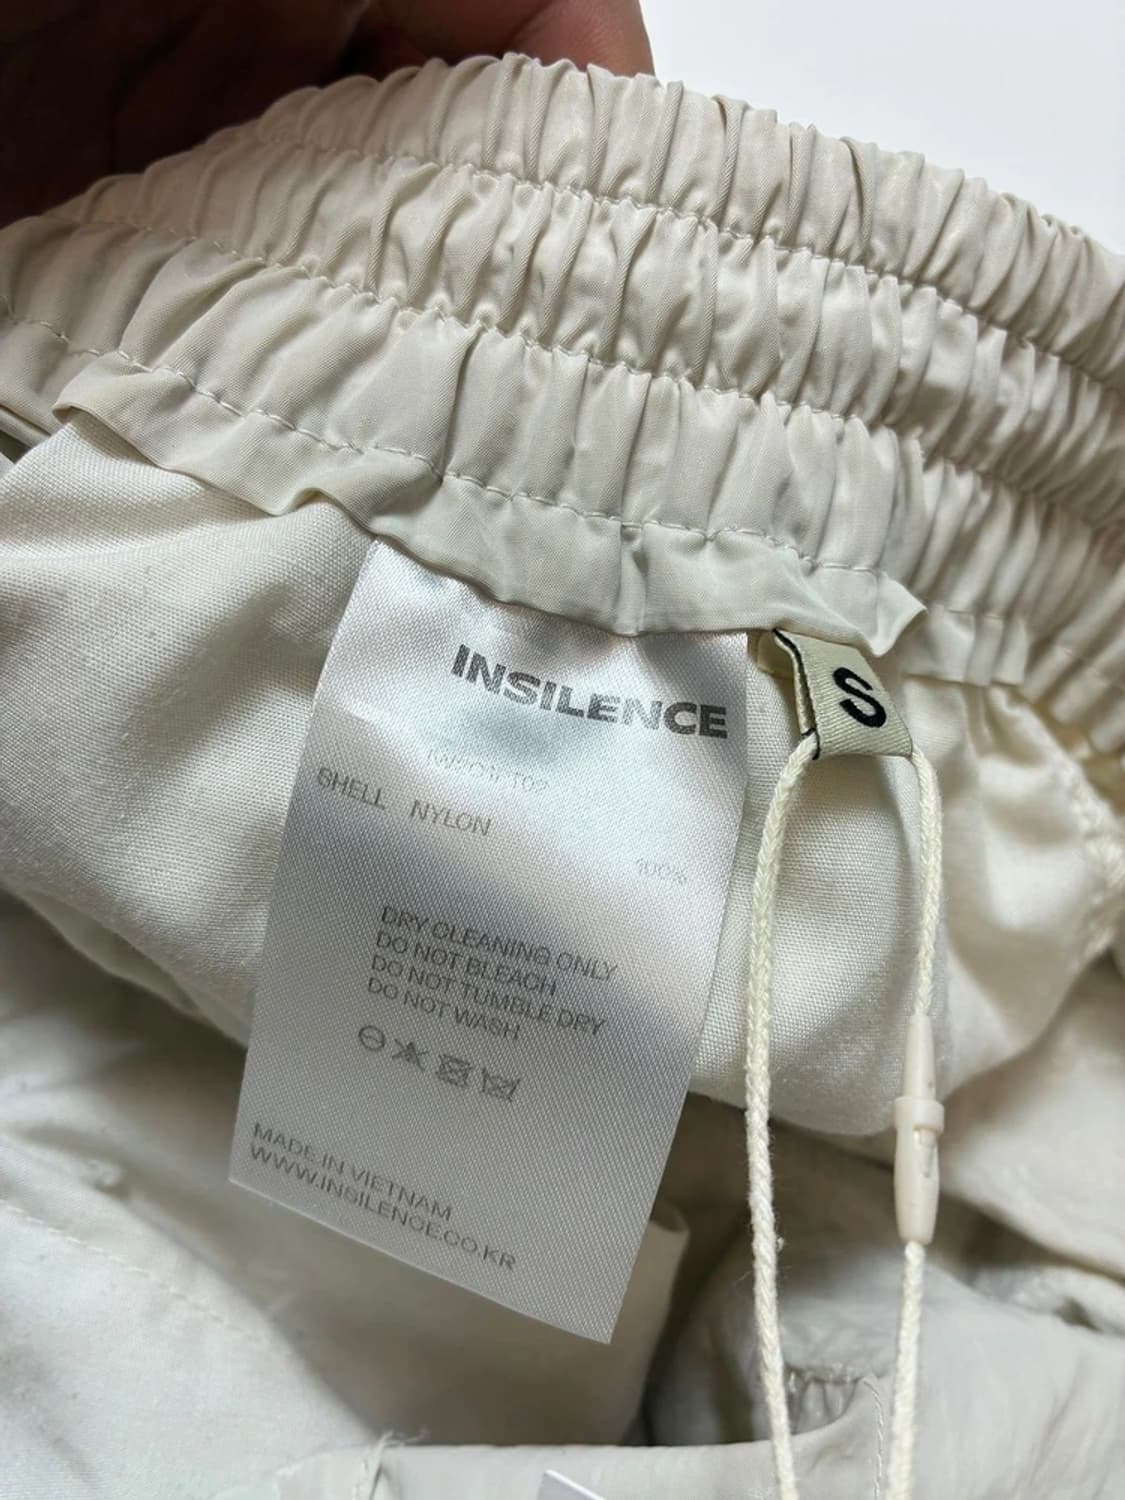 INSILENCE
S
SHELL NYLON
100%
DRY CLEANING ONLY
DO NOT BLEACH
DO NOT TUMBLE DRY
DO NOT WASH
MADE IN VIETNAM
WWW.INSILENCE.CO.KR